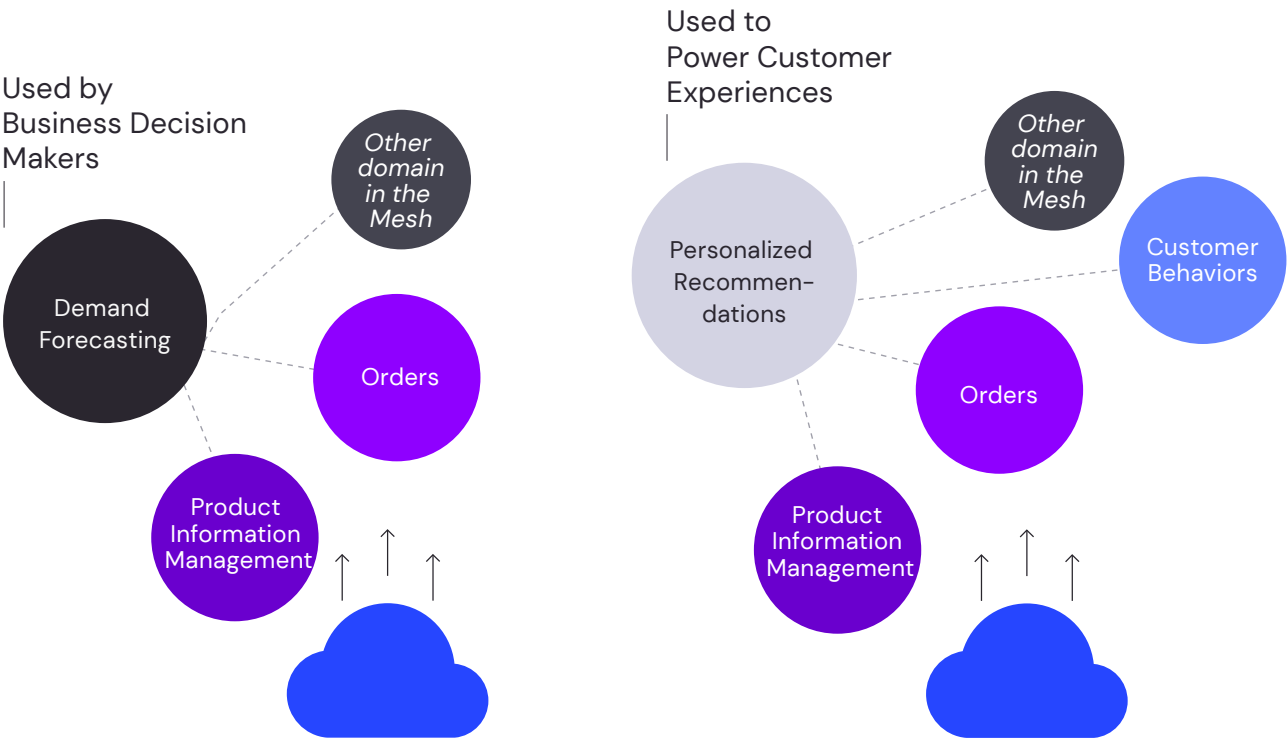 Used by
Business Decision
Makers
Other
domain
in the
Mesh
Demand
Forecasting
Orders
Product
Information
Management
Used to
Power Customer
Experiences
Other
domain
in the
Mesh
Customer
Behaviors
Personalized
Recommen-
dations
Orders
Product
Information
Management